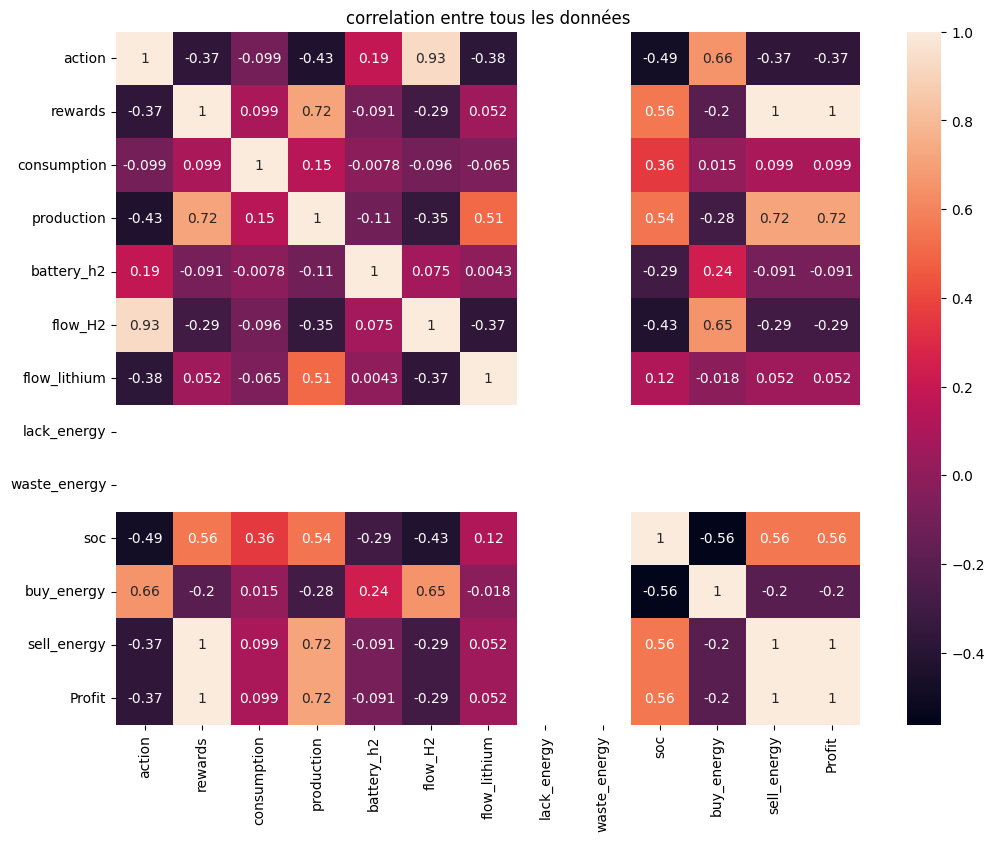 correlation entre tous les données
action 1 -0.37 -0.099 -0.43 0.19 0.93 -0.38 -0.49 0.66 -0.37 -0.37
rewards -0.37 1 0.099 0.72 -0.091 -0.29 0.052 0.56 -0.2 1 1
consumption -0.099 0.099 1 0.15 -0.0078 -0.096 -0.065 0.36 0.015 0.099 0.099
production -0.43 0.72 0.15 1 -0.11 -0.35 0.51 0.54 -0.28 0.72 0.72
battery_h2 0.19 -0.091 -0.0078 -0.11 1 0.075 0.0043 -0.29 0.24 -0.091 -0.091
flow_H2 0.93 -0.29 -0.096 -0.35 0.075 1 -0.37 -0.43 0.65 -0.29 -0.29
flow_lithium -0.38 0.052 -0.065 0.51 0.0043 -0.37 1 0.12 -0.018 0.052 0.052
lack_energy
waste_energy
soc -0.49 0.56 0.36 0.54 -0.29 -0.43 0.12 1 -0.56 0.56 0.56
buy_energy 0.66 -0.2 0.015 -0.28 0.24 0.65 -0.018 -0.56 1 -0.2 -0.2
sell_energy -0.37 1 0.099 0.72 -0.091 -0.29 0.052 0.56 -0.2 1 1
Profit -0.37 1 0.099 0.72 -0.091 -0.29 0.052 0.56 -0.2 1 1
action rewards consumption production battery_h2 flow_H2 flow_lithium lack_energy waste_energy soc buy_energy sell_energy Profit
1.0
0.8
0.6
0.4
0.2
0.0
−0.2
−0.4